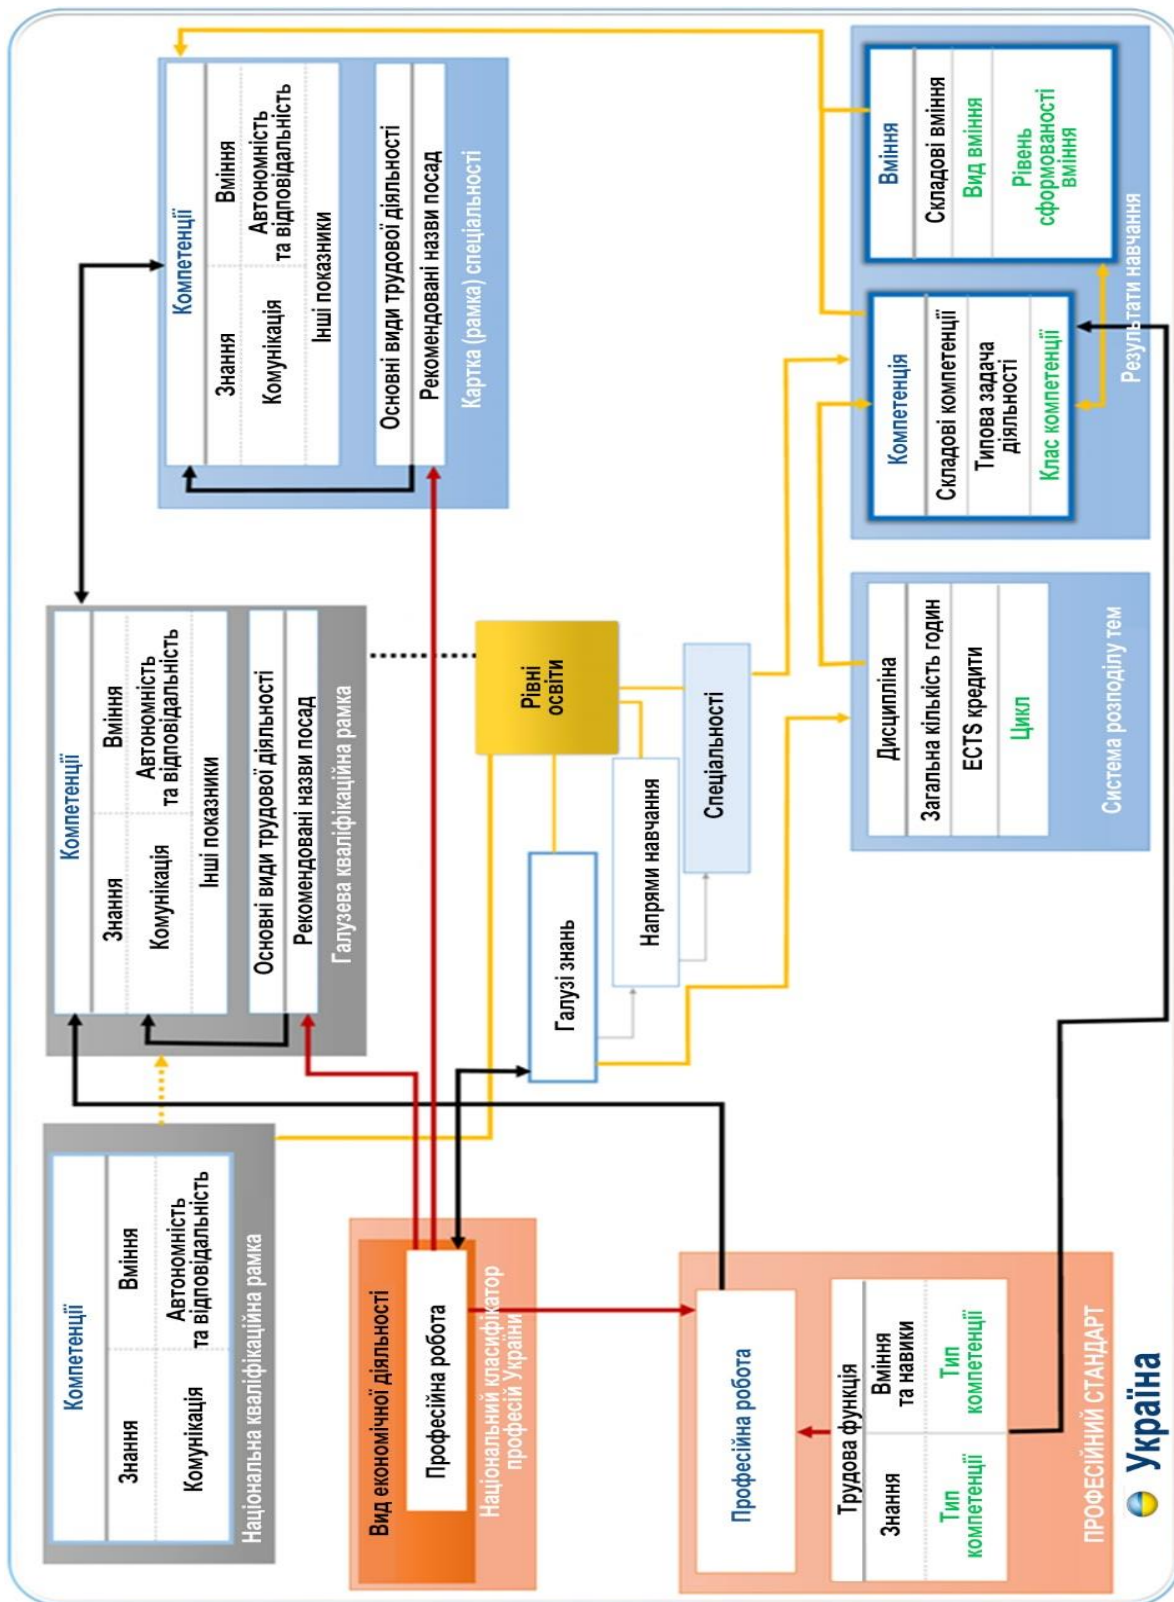 Компетенції
Знання
Вміння
Комунікація
Автономність
та відповідальність
Національна кваліфікаційна рамка
Компетенції
Знання
Вміння
Комунікація
Автономність
та відповідальність
Інші показники
Основні види трудової діяльності
Рекомендовані назви посад
Галузева кваліфікаційна рамка
Компетенції
Знання
Вміння
Комунікація
Автономність
та відповідальність
Інші показники
Основні види трудової діяльності
Рекомендовані назви посад
Картка (рамка) спеціальності
Вид економічної діяльності
Професійна робота
Національний класифікатор
професій України
Рівні
освіти
Галузі знань
Напрями навчання
Спеціальності
Професійна робота
Трудова функція
Знання
Вміння
та навики
Тип
компетенції
Тип
компетенції
ПРОФЕСІЙНИЙ СТАНДАРТ
Дисципліна
Загальна кількість годин
ECTS кредити
Цикл
Система розподілу тем
Компетенція
Складові компетенції
Типова задача
діяльності
Клас компетенції
Вміння
Складові вміння
Вид вміння
Рівень
сформованості
вміння
Результати навчання
Україна